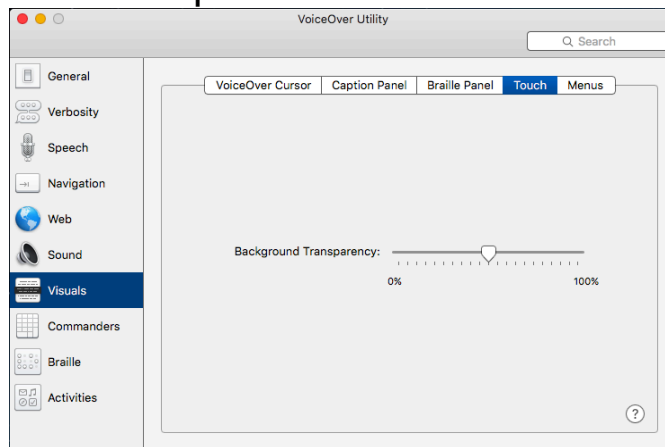 VoiceOver Utility
Search
General
Verbosity
Speech
Navigation
Web
Sound
Visuals
Commanders
Braille
Activities
VoiceOver Cursor Caption Panel Braille Panel Touch Menus
Background Transparency:
0% 100%
?